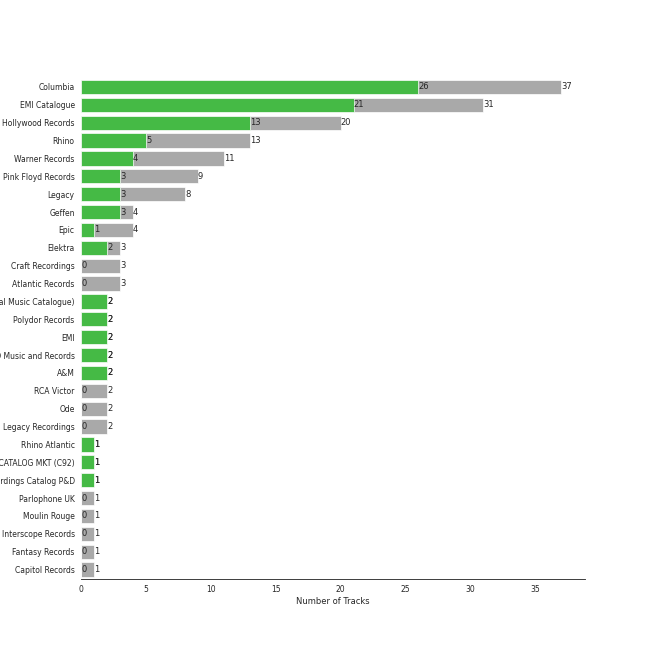 Columbia 26 37
EMI Catalogue 21 31
Hollywood Records 13 20
Rhino 5 13
Warner Records 4 11
Pink Floyd Records 3 9
Legacy 3 8
Geffen 3 4
Epic 1 4
Elektra 2 3
Craft Recordings 0 3
Atlantic Records 0 3
al Music Catalogue) 2
Polydor Records 2
EMI 2
Music and Records 2
A&M 2
RCA Victor 0 2
Ode 0 2
Legacy Recordings 0 2
Rhino Atlantic 1
CATALOG MKT (C92) 1
rdings Catalog P&D 1
Parlophone UK 0 1
Moulin Rouge 0 1
Interscope Records 0 1
Fantasy Records 0 1
Capitol Records 0 1
0 5 10 15 20 25 30 35
Number of Tracks